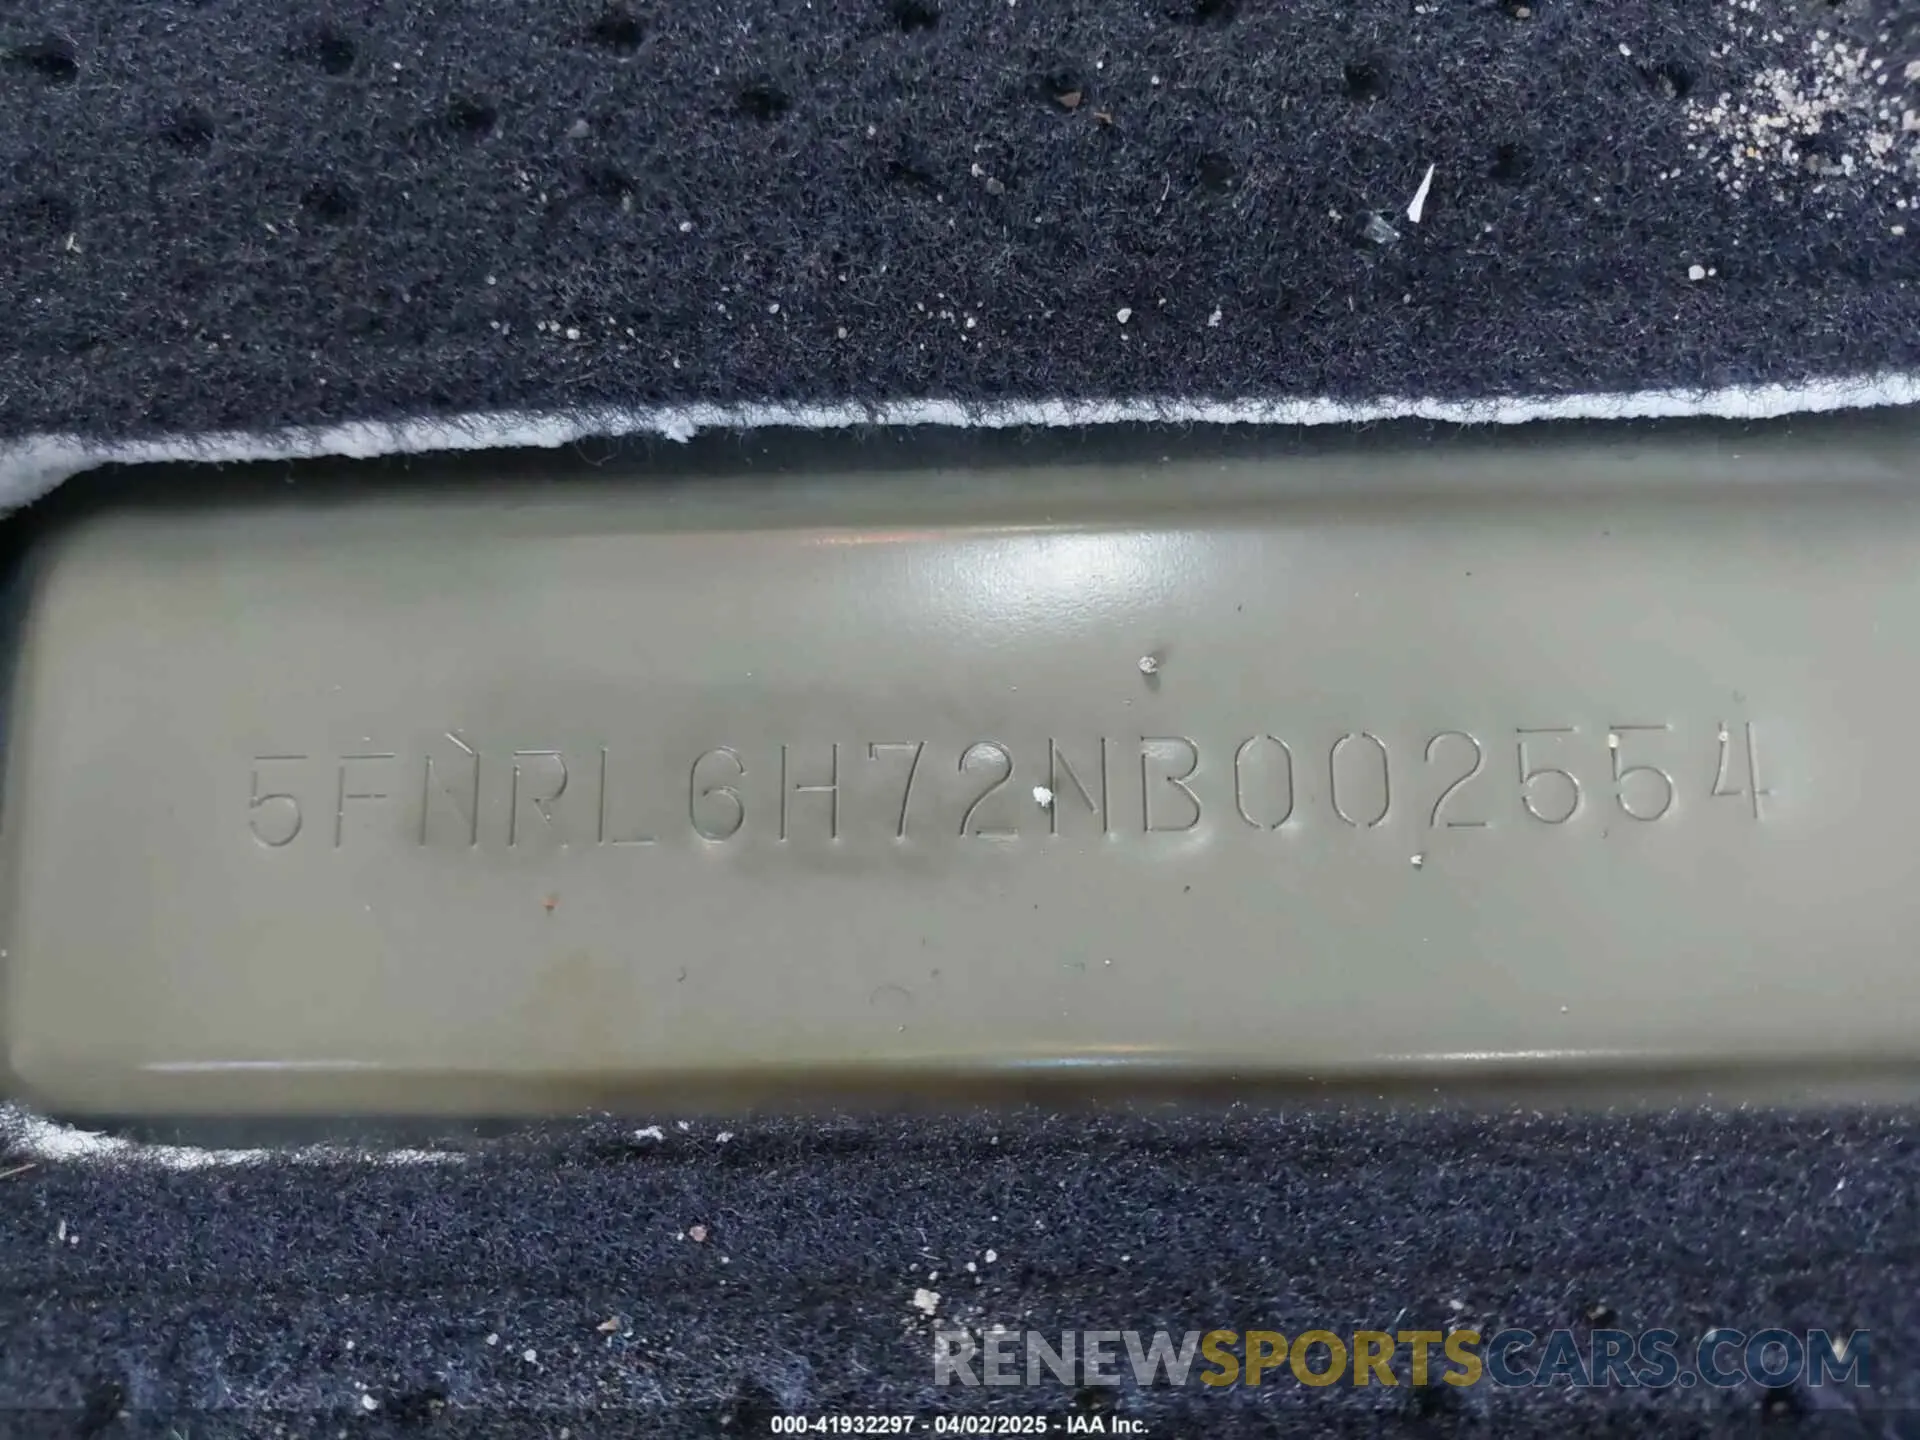 5FNRL6H72NB002554
RENEWSPORTSCARS.COM
000-41932297 - 04/02/2025 - IAA Inc.